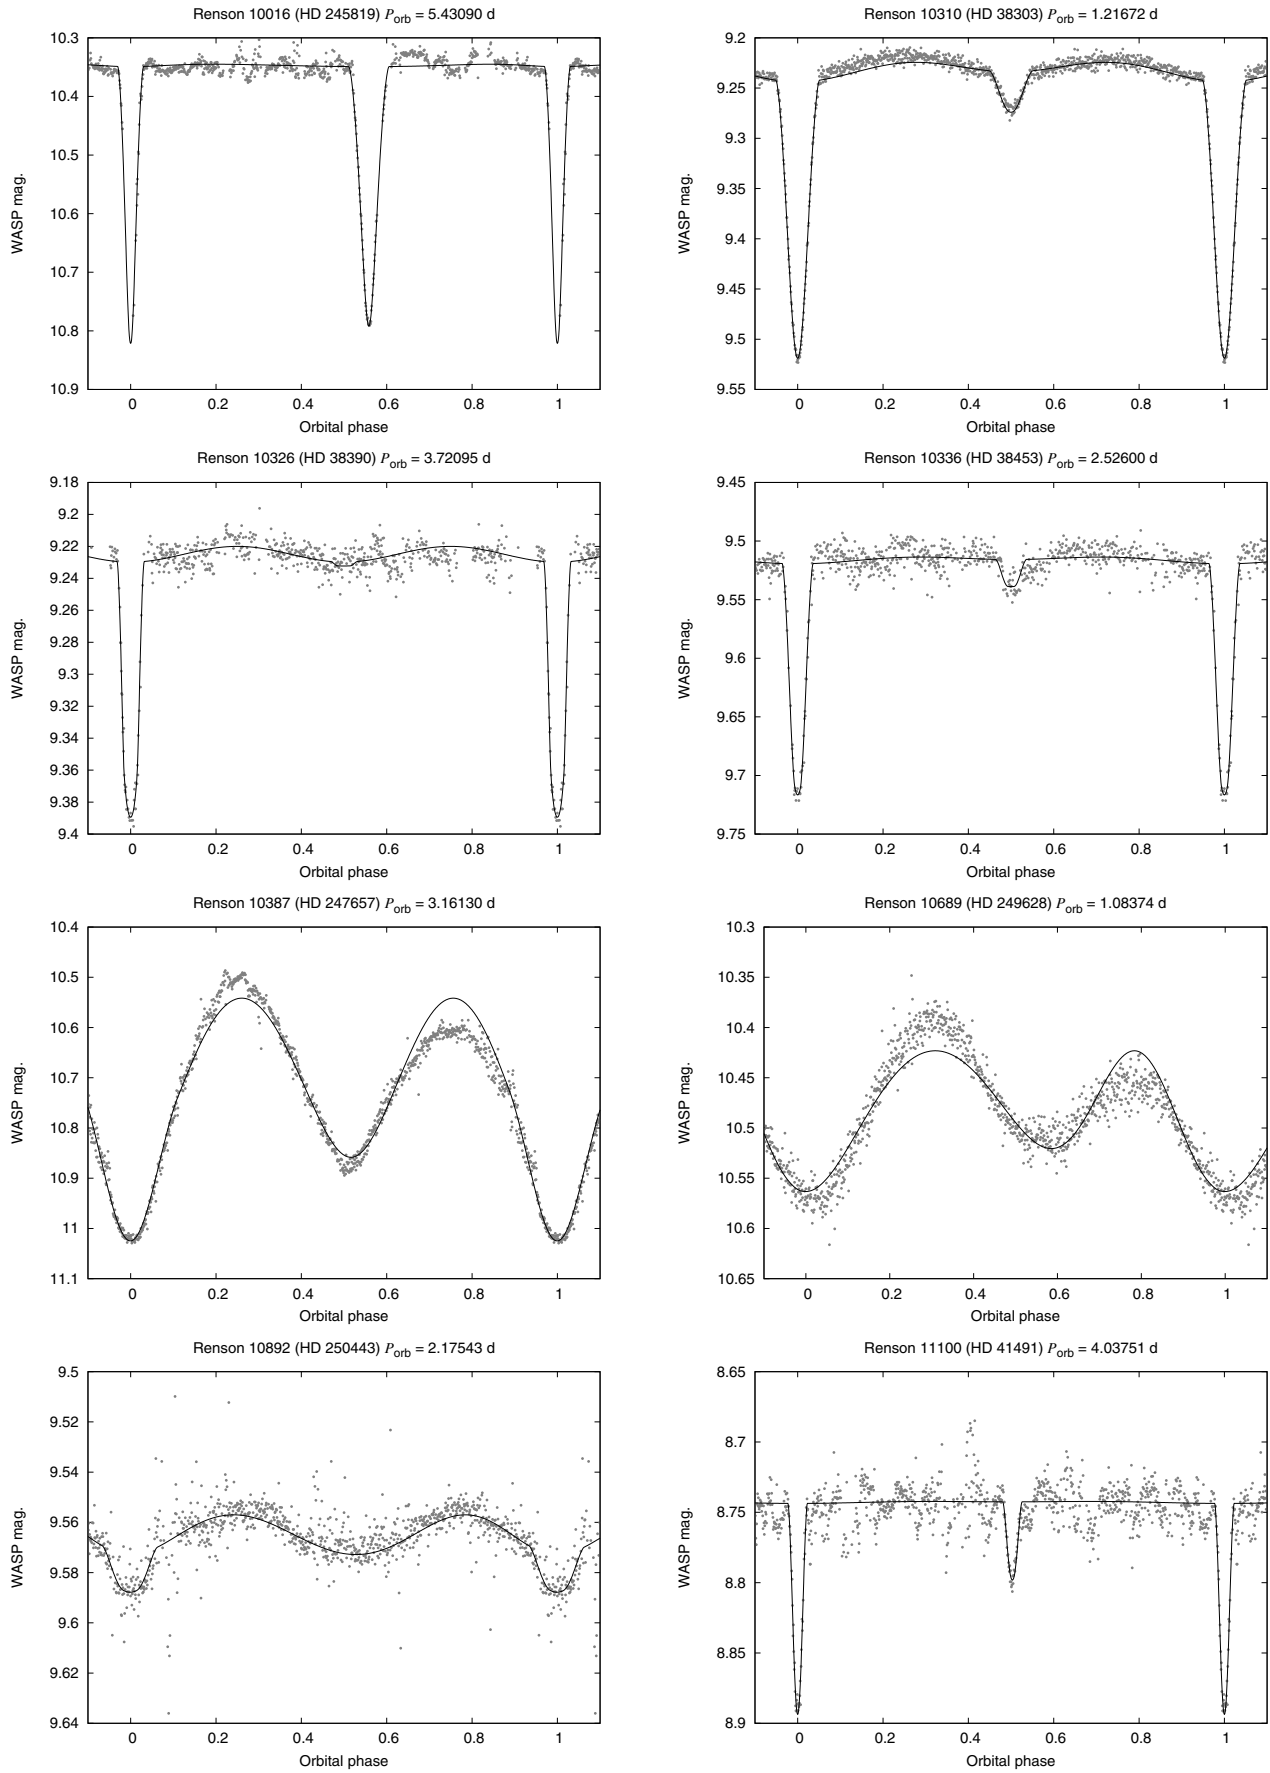 Renson 10016 (HD 245819) Porb = 5.43090 d
10.3
10.4
10.5
10.6
10.7
10.8
10.9
WASP mag.
0 0.2 0.4 0.6 0.8 1
Orbital phase
Renson 10310 (HD 38303) Porb = 1.21672 d
9.2
9.25
9.3
9.35
9.4
9.45
9.5
9.55
WASP mag.
0 0.2 0.4 0.6 0.8 1
Orbital phase
Renson 10326 (HD 38390) Porb = 3.72095 d
9.18
9.2
9.22
9.24
9.26
9.28
9.3
9.32
9.34
9.36
9.38
9.4
WASP mag.
0 0.2 0.4 0.6 0.8 1
Orbital phase
Renson 10336 (HD 38453) Porb = 2.52600 d
9.45
9.5
9.55
9.6
9.65
9.7
9.75
WASP mag.
0 0.2 0.4 0.6 0.8 1
Orbital phase
Renson 10387 (HD 247657) Porb = 3.16130 d
10.4
10.5
10.6
10.7
10.8
10.9
11
11.1
WASP mag.
0 0.2 0.4 0.6 0.8 1
Orbital phase
Renson 10689 (HD 249628) Porb = 1.08374 d
10.3
10.35
10.4
10.45
10.5
10.55
10.6
10.65
WASP mag.
0 0.2 0.4 0.6 0.8 1
Orbital phase
Renson 10892 (HD 250443) Porb = 2.17543 d
9.5
9.52
9.54
9.56
9.58
9.6
9.62
9.64
WASP mag.
0 0.2 0.4 0.6 0.8 1
Orbital phase
Renson 11100 (HD 41491) Porb = 4.03751 d
8.65
8.7
8.75
8.8
8.85
8.9
WASP mag.
0 0.2 0.4 0.6 0.8 1
Orbital phase